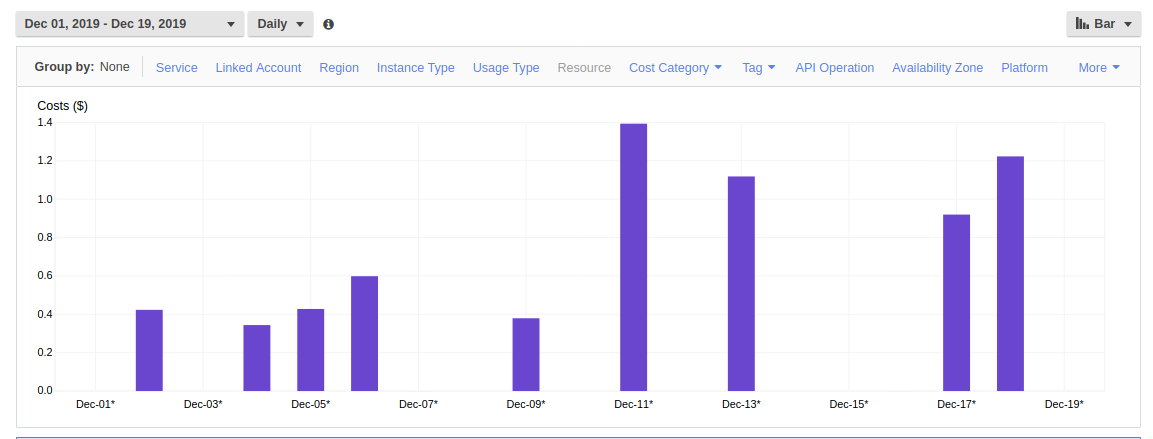 Dec 01, 2019 - Dec 19, 2019 Daily Bar
Group by: None Service Linked Account Region Instance Type Usage Type Resource Cost Category Tag API Operation Availability Zone Platform More
Costs ($)
1.4
1.2
1.0
0.8
0.6
0.4
0.2
0.0
Dec-01* Dec-03* Dec-05* Dec-07* Dec-09* Dec-11* Dec-13* Dec-15* Dec-17* Dec-19*